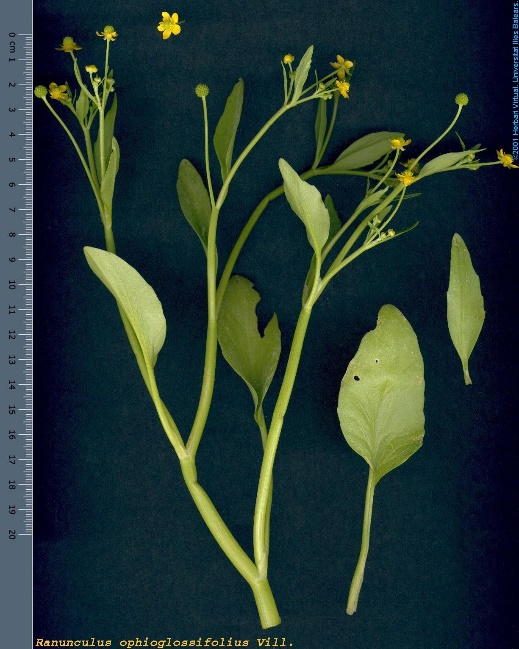 0 cm 1 2 3 4 5 6 7 8 9 10 11 12 13 14 15 16 17 18 19 20
©2001 Herbari Virtual. Universitat Illes Balears.
Ranunculus ophioglossifolius Vill.